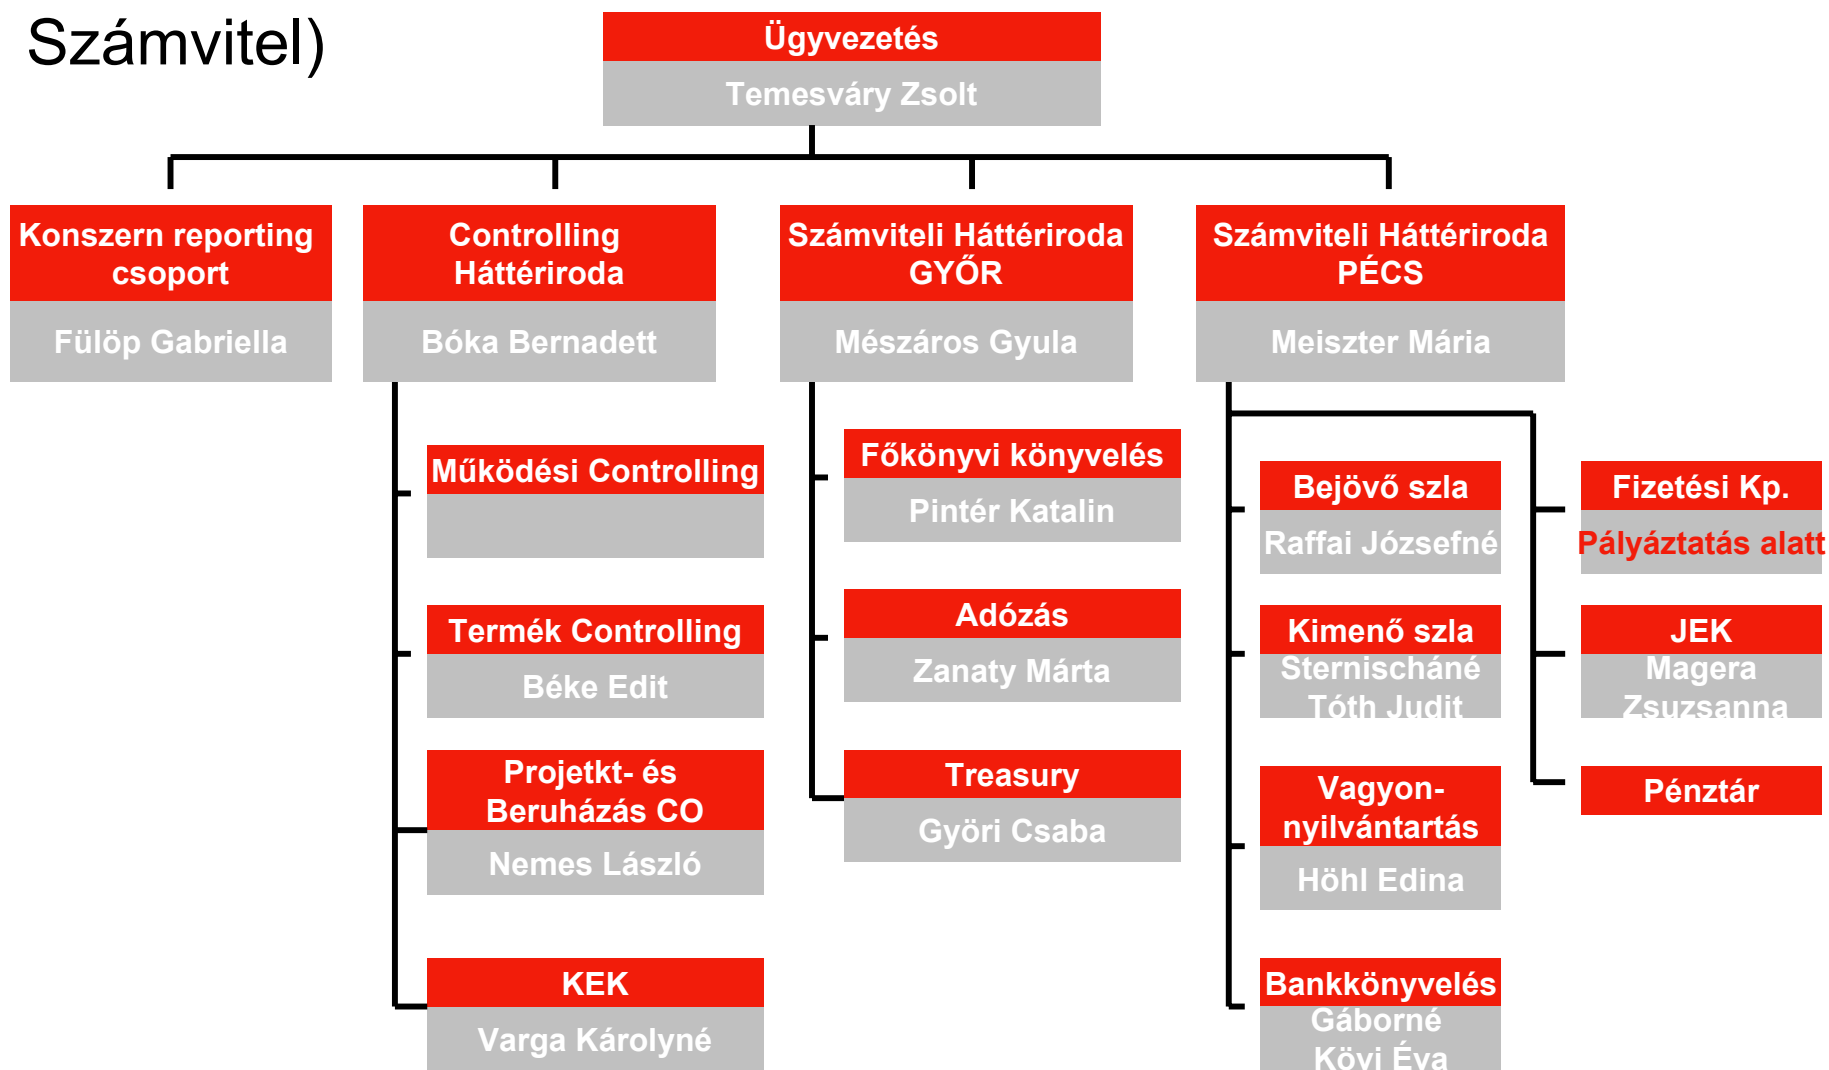 Számvitel)
Ügyvezetés
Temesváry Zsolt
Konszern reporting
csoport
Fülöp Gabriella
Controlling
Háttériroda
Bóka Bernadett
Számviteli Háttériroda
GYŐR
Mészáros Gyula
Számviteli Háttériroda
PÉCS
Meiszter Mária
Működési Controlling
Termék Controlling
Béke Edit
Projetkt- és
Beruházás CO
Nemes László
KEK
Varga Károlyné
Főkönyvi könyvelés
Pintér Katalin
Adózás
Zanaty Márta
Treasury
Györi Csaba
Bejövő szla
Raffai Józsefné
Kimenő szla
Sternischáné
Tóth Judit
Vagyon-
nyilvántartás
Höhl Edina
Bankkönyvelés
Gáborné
Kövi Éva
Fizetési Kp.
Pályáztatás alatt
JEK
Magera
Zsuzsanna
Pénztár